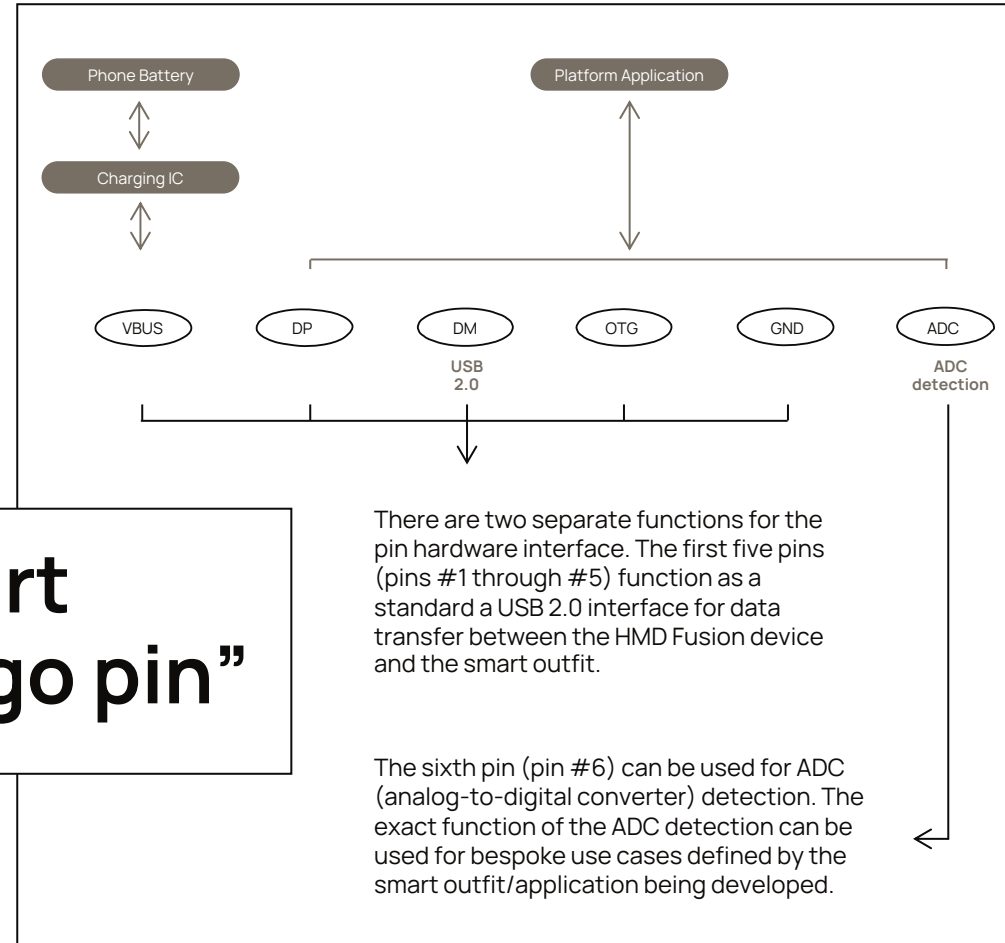 Phone Battery
Platform Application
Charging IC
VBUS
DP
DM
OTG
GND
ADC
USB
2.0
ADC
detection
There are two separate functions for the
pin hardware interface. The first five pins
(pins #1 through #5) function as a
standard a USB 2.0 interface for data
transfer between the HMD Fusion device
and the smart outfit.
rt
go pin”
The sixth pin (pin #6) can be used for ADC
(analog-to-digital converter) detection. The
exact function of the ADC detection can be
used for bespoke use cases defined by the
smart outfit/application being developed.